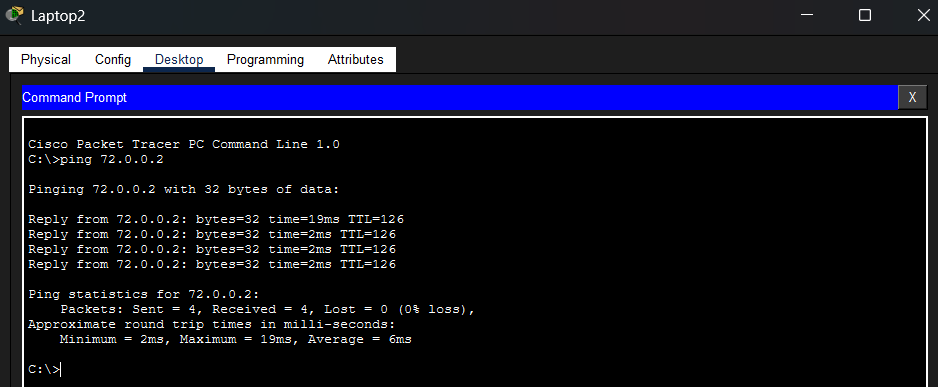 Laptop2
Physical Config Desktop Programming Attributes
Command Prompt X
Cisco Packet Tracer PC Command Line 1.0
C:\>ping 72.0.0.2
Pinging 72.0.0.2 with 32 bytes of data:
Reply from 72.0.0.2: bytes=32 time=19ms TTL=126
Reply from 72.0.0.2: bytes=32 time=2ms TTL=126
Reply from 72.0.0.2: bytes=32 time=2ms TTL=126
Reply from 72.0.0.2: bytes=32 time=2ms TTL=126
Ping statistics for 72.0.0.2:
    Packets: Sent = 4, Received = 4, Lost = 0 (0% loss),
Approximate round trip times in milli-seconds:
    Minimum = 2ms, Maximum = 19ms, Average = 6ms
C:\>